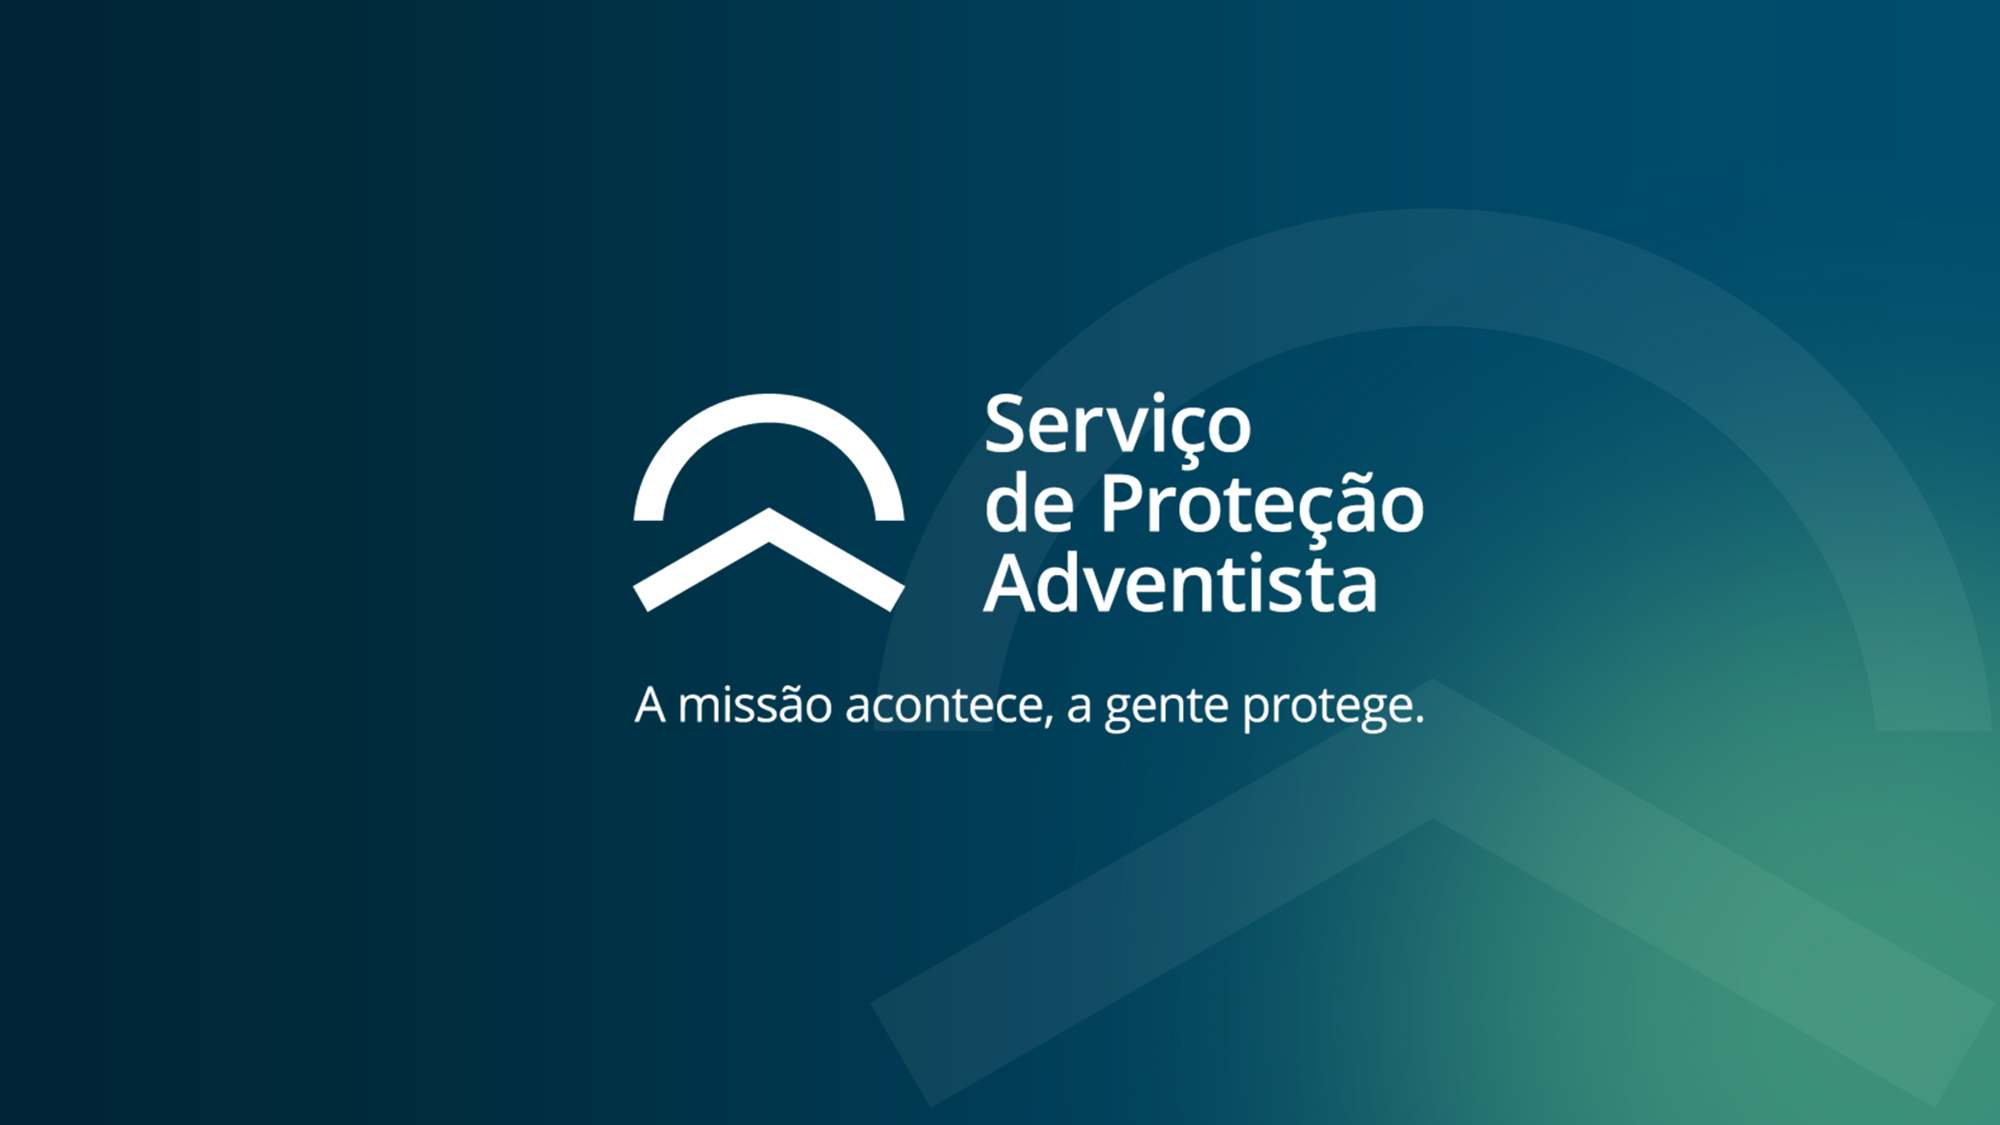 Serviço
de Proteção
Adventista
A missão acontece, a gente protege.